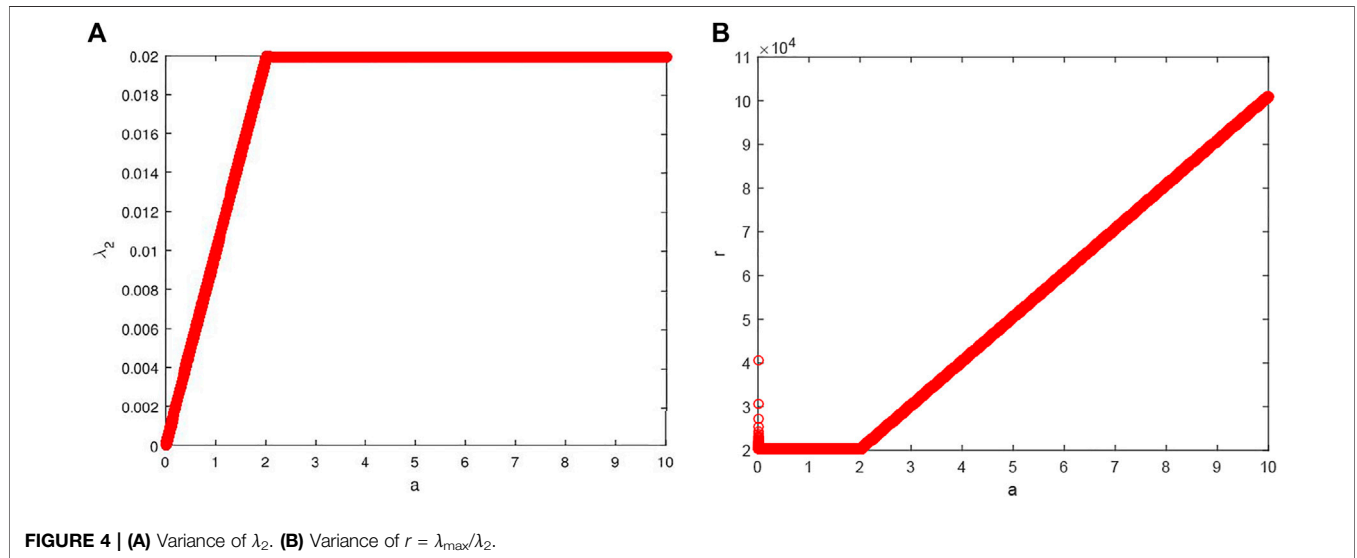 A
0.02
0.018
0.016
0.014
0.012
0.01
0.008
0.006
0.004
0.002
0
λ2
0 1 2 3 4 5 6 7 8 9 10
a
B
×10^4
11
10
9
8
7
6
5
4
3
2
r
0 1 2 3 4 5 6 7 8 9 10
a
FIGURE 4 | (A) Variance of λ2. (B) Variance of r = λmax/λ2.